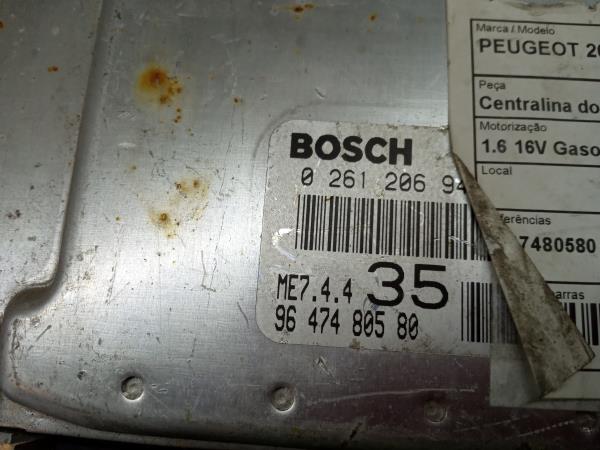 BOSCH
0 261 206 94
ME7.4.4 35
96 474 805 80
Marca / Modelo
PEUGEOT 20
Peça
Centralina do
Motorização
1.6 16V Gaso
Local
erências
7480580
arras